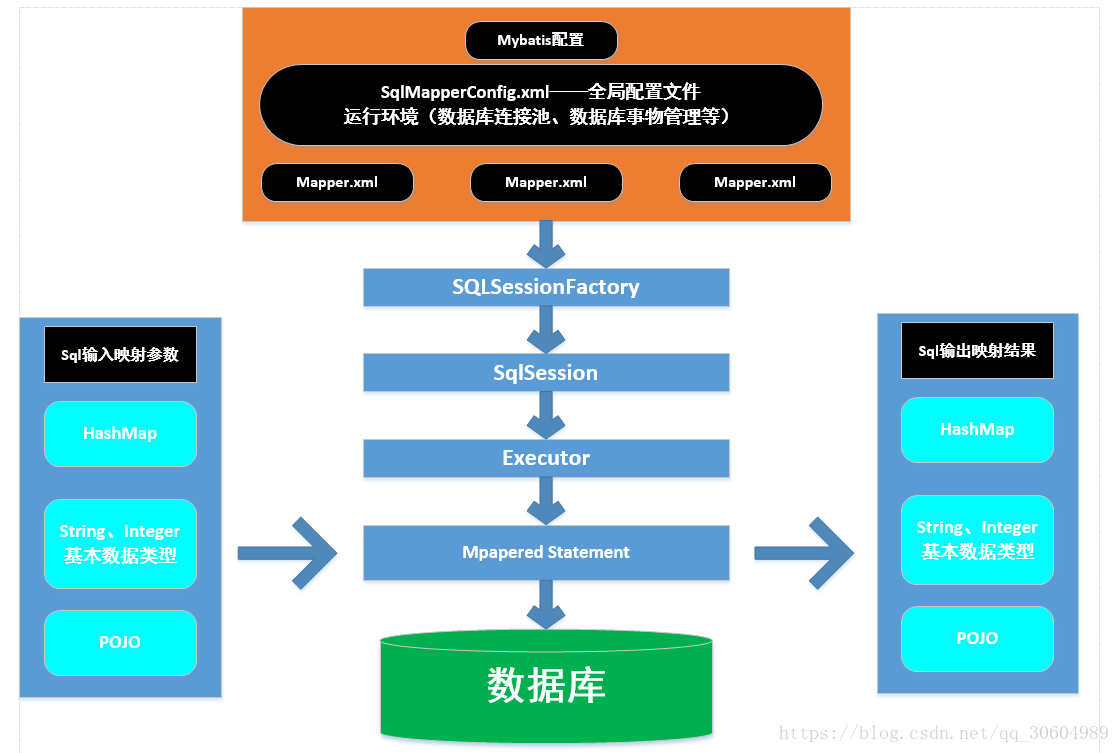 Mybatis配置
SqlMapperConfig.xml——全局配置文件
运行环境（数据库连接池、数据库事物管理等）
Mapper.xml
Mapper.xml
Mapper.xml
SQLSessionFactory
SqlSession
Executor
Mpapered Statement
数据库
Sql输入映射参数
HashMap
String、Integer
基本数据类型
POJO
Sql输出映射结果
HashMap
String、Integer
基本数据类型
POJO
https://blog.csdn.net/qq_30604989